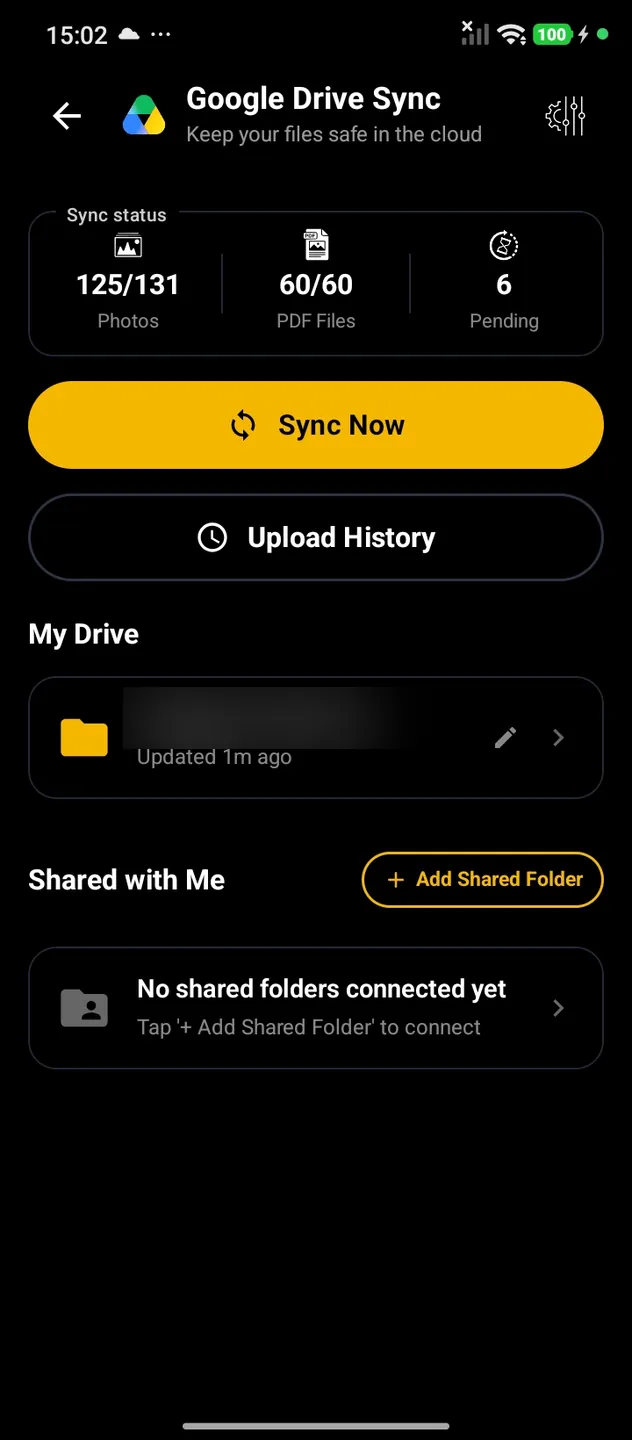 15:02
100
Google Drive Sync
Keep your files safe in the cloud
Sync status
PDF
125/131
60/60
6
Photos
PDF Files
Pending
Sync Now
Upload History
My Drive
Updated 1m ago
Shared with Me
+ Add Shared Folder
No shared folders connected yet
Tap '+ Add Shared Folder' to connect